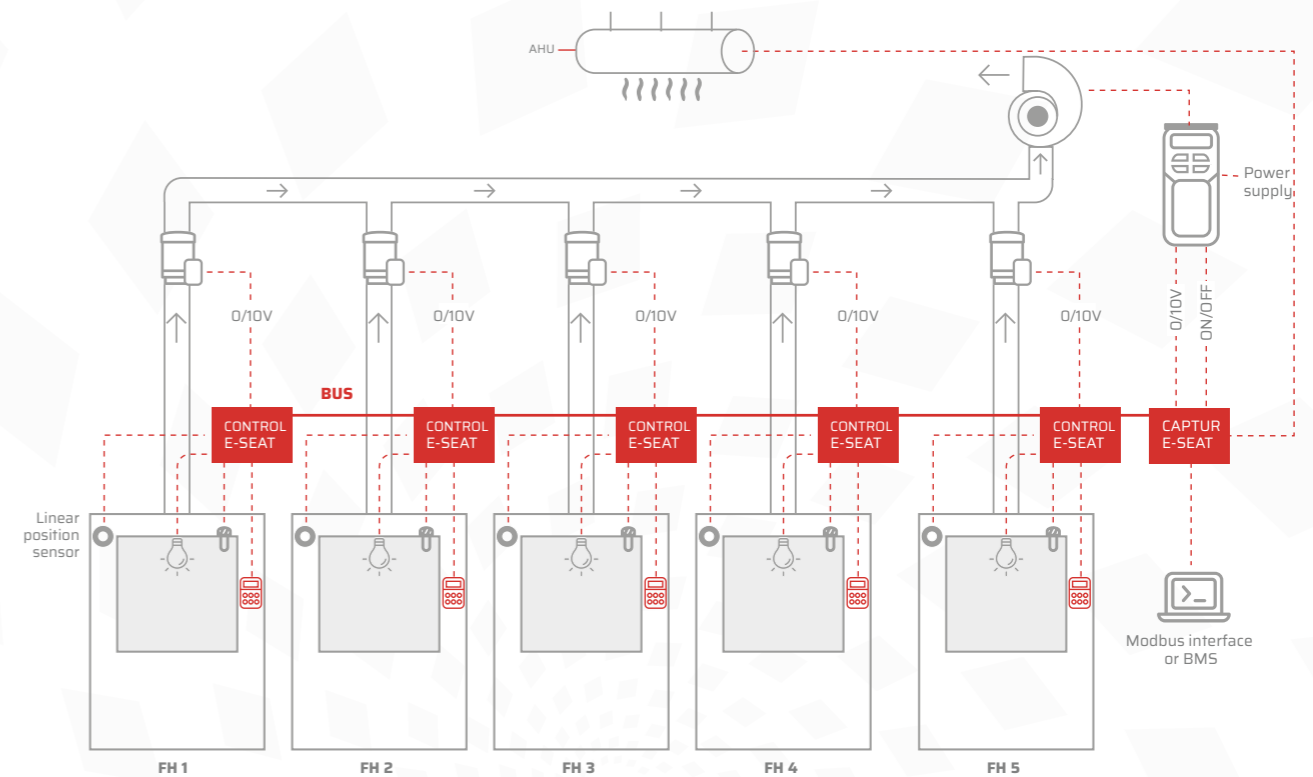 AHU
Power
supply
0/10V
0/10V
0/10V
0/10V
0/10V
0/10V
ON/OFF
BUS
CONTROL
E-SEAT
CONTROL
E-SEAT
CONTROL
E-SEAT
CONTROL
E-SEAT
CONTROL
E-SEAT
CAPTUR
E-SEAT
Linear
position
sensor
>_
Modbus interface
or BMS
FH 1
FH 2
FH 3
FH 4
FH 5